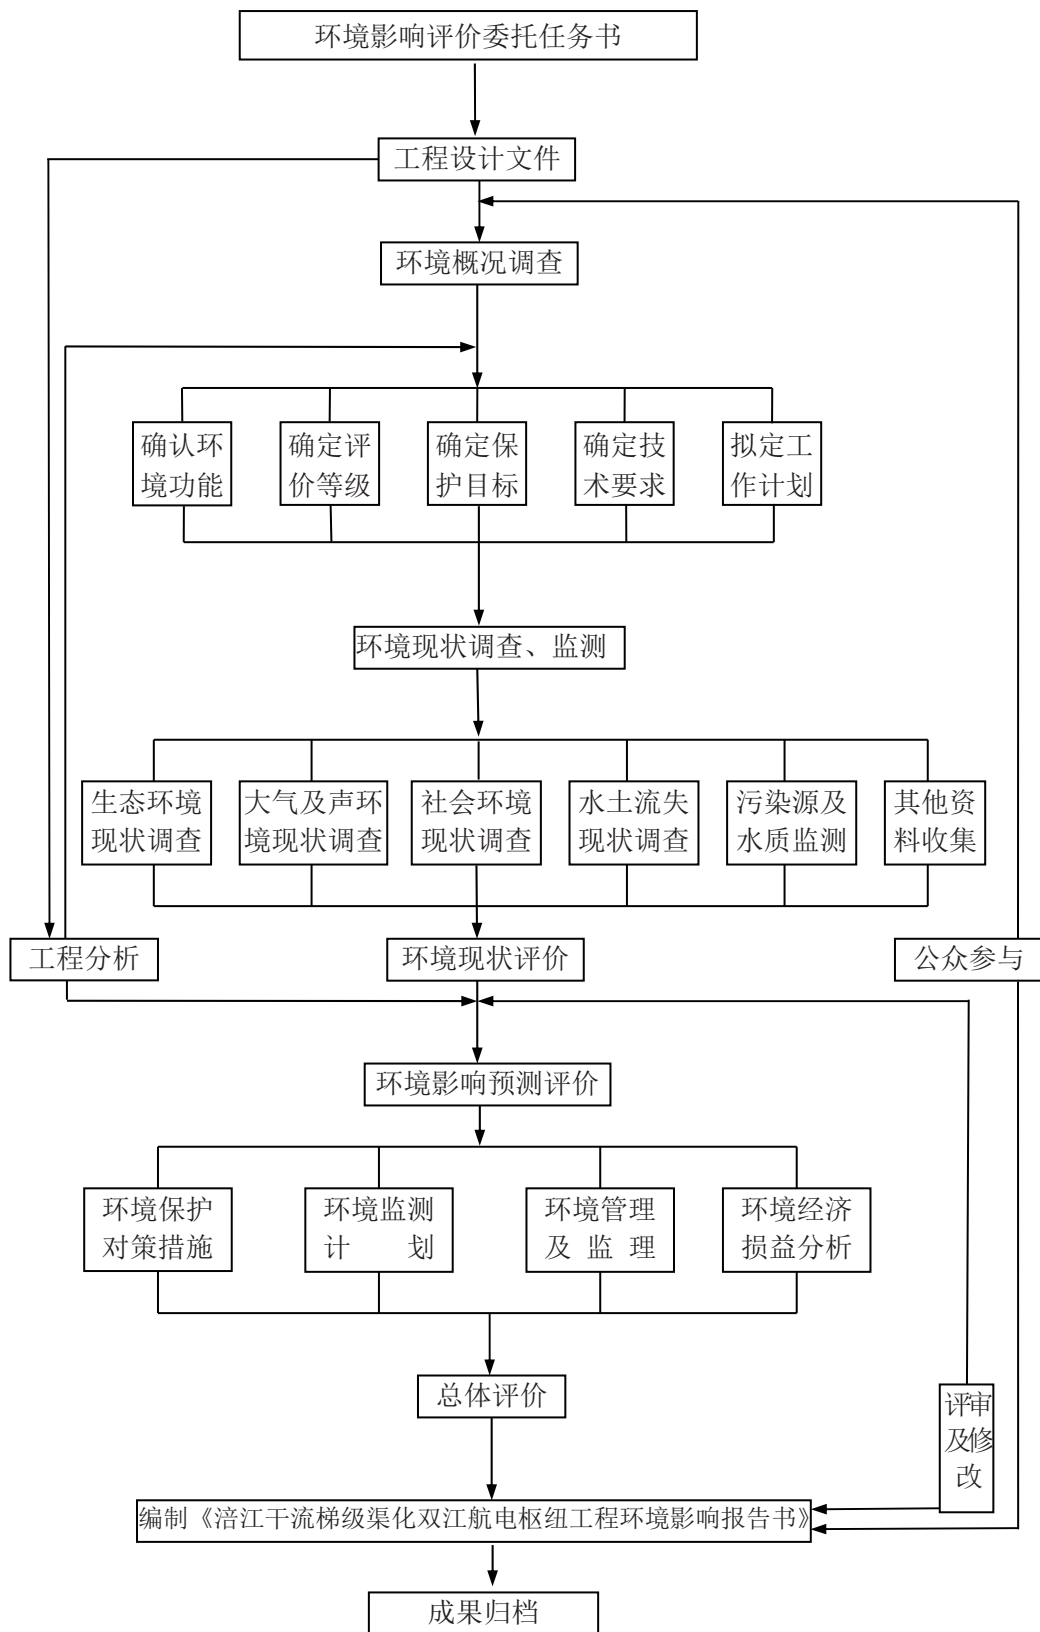 环境影响评价委托任务书
工程设计文件
环境概况调查
确认环
境功能
确定评
价等级
确定保
护目标
确定技
术要求
拟定工
作计划
环境现状调查、监测
生态环境
现状调查
大气及声环
境现状调查
社会环境
现状调查
水土流失
现状调查
污染源及
水质监测
其他资
料收集
工程分析
环境现状评价
公众参与
环境影响预测评价
环境保护
对策措施
环境监测
计 划
环境管理
及 监 理
环境经济
损益分析
总体评价
评审
及修
改
编制《涪江干流梯级渠化双江航电枢纽工程环境影响报告书》
成果归档